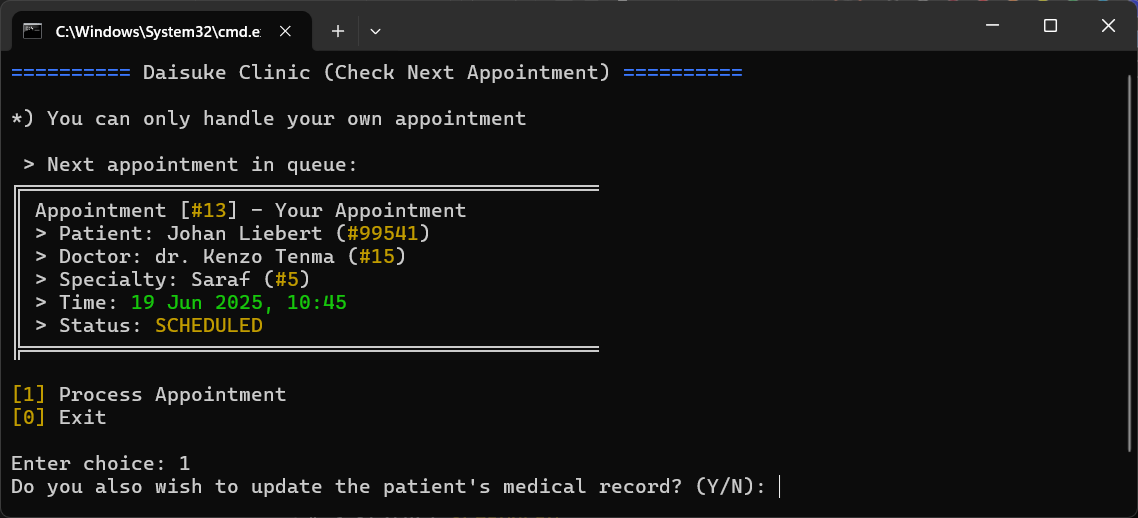 C:\Windows\System32\cmd.e
========== Daisuke Clinic (Check Next Appointment) ==========
*) You can only handle your own appointment
> Next appointment in queue:
Appointment [#13] - Your Appointment
> Patient: Johan Liebert (#99541)
> Doctor: dr. Kenzo Tenma (#15)
> Specialty: Saraf (#5)
> Time: 19 Jun 2025, 10:45
> Status: SCHEDULED
[1] Process Appointment
[0] Exit
Enter choice: 1
Do you also wish to update the patient's medical record? (Y/N):